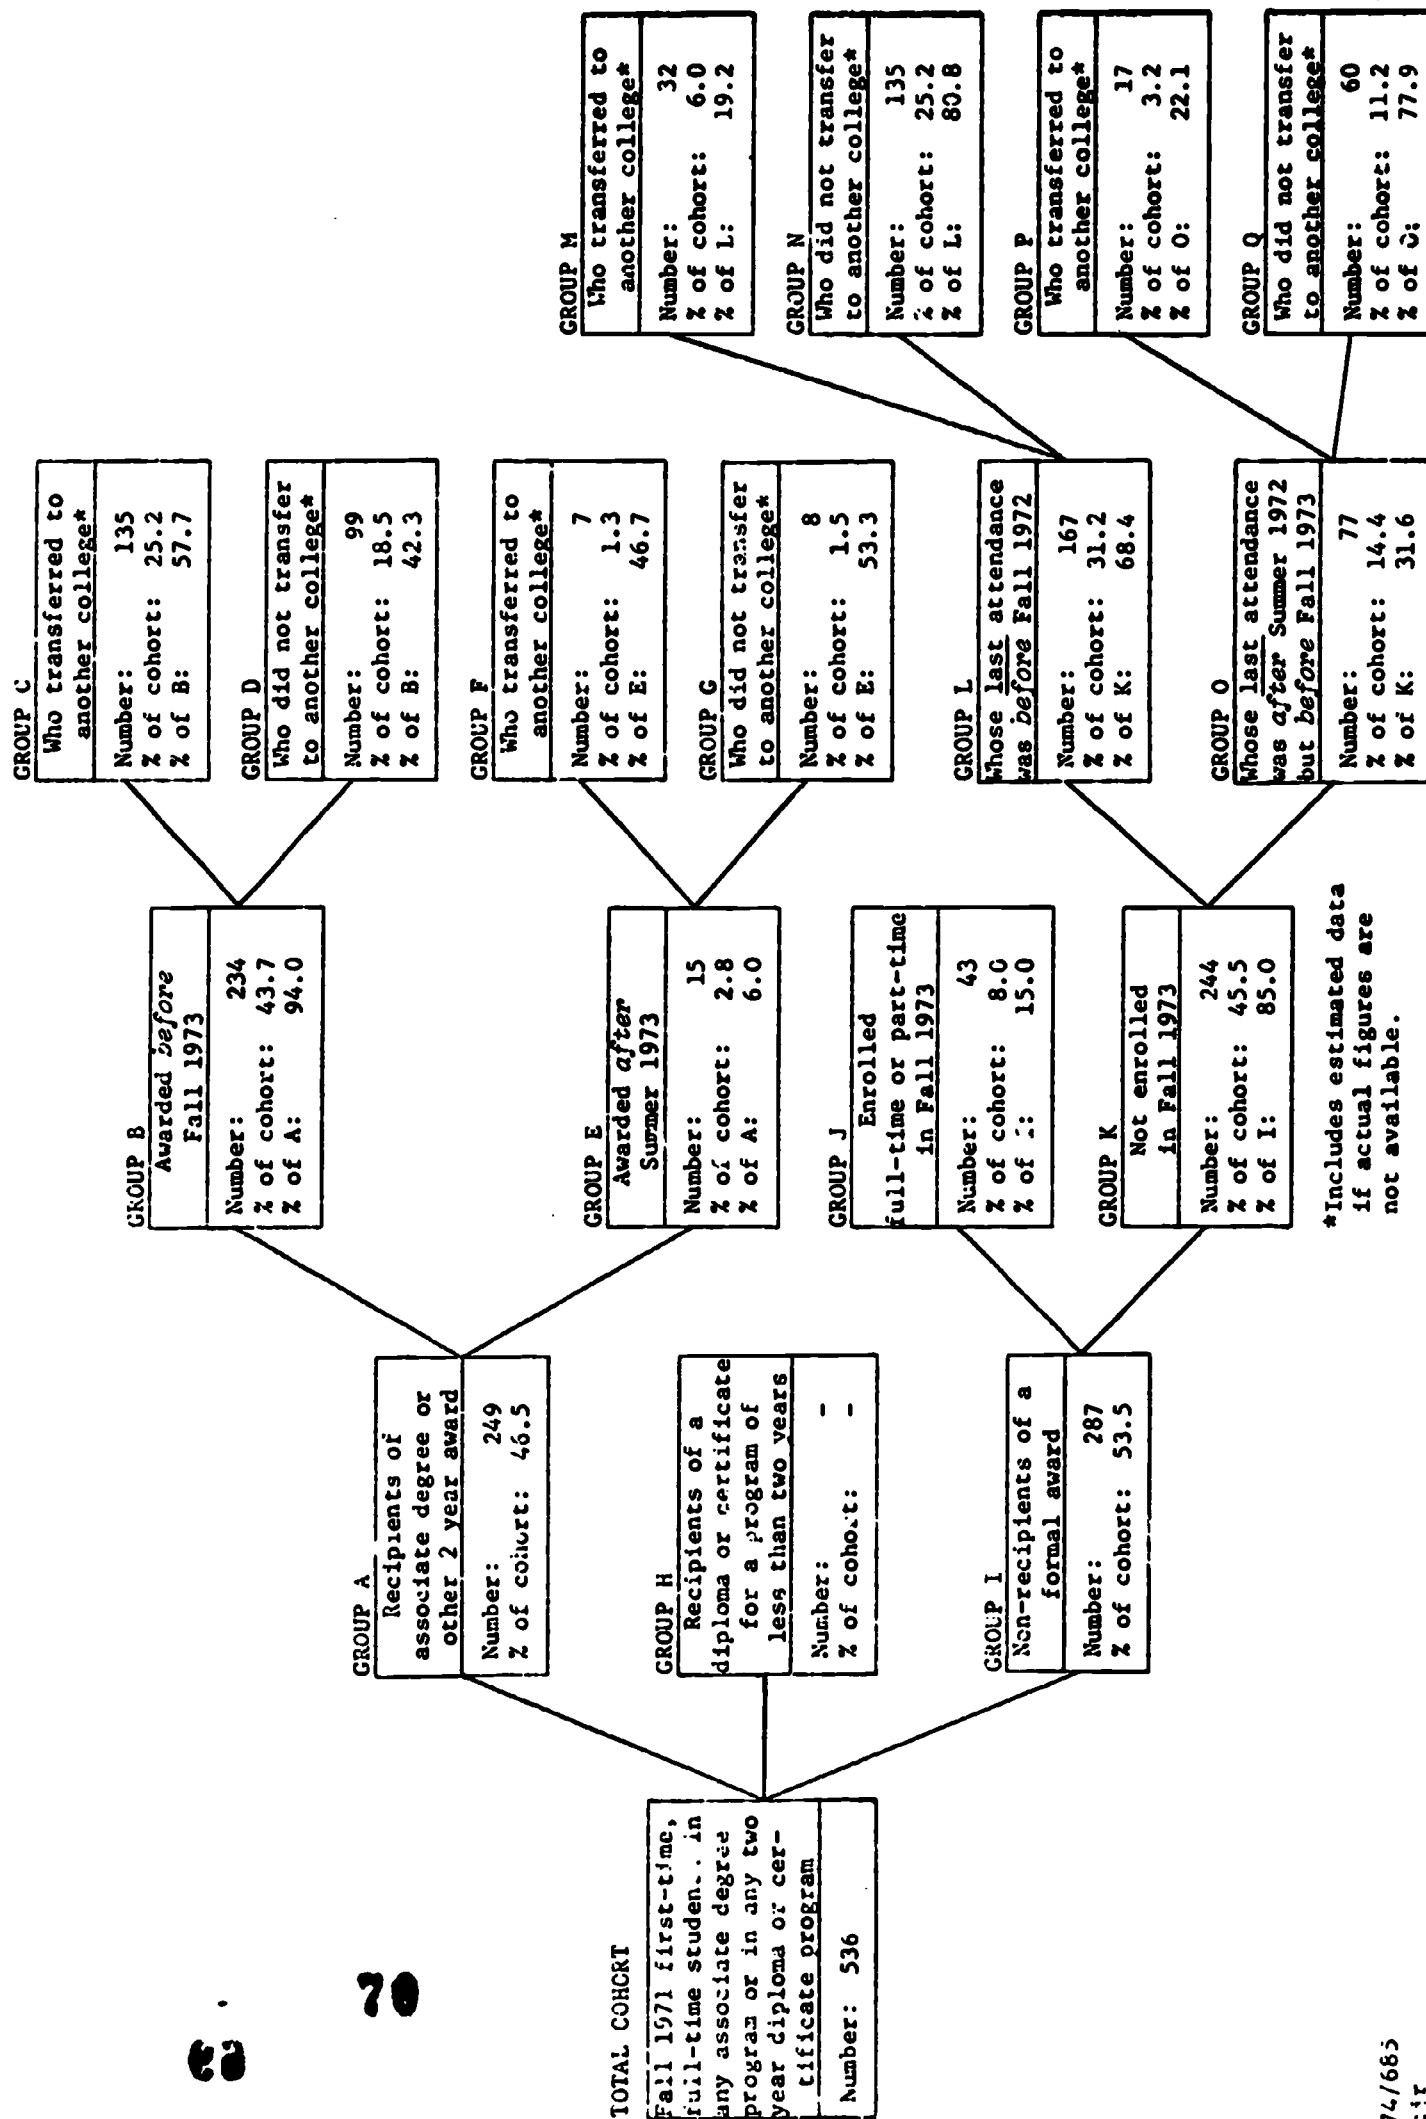 TOTAL COHORT
Fall 1971 first-time,
full-time studen... in
any associate degree
program or in any two
year diploma or cer-
tificate program
Number: 536
GROUP A
Recipients of
associate degree or
other 2 year award
Number: 249
% of cohort: 46.5
GROUP H
Recipients of a
diploma or certificate
for a program of
less than two years
Number: -
% of cohort: -
GROUP I
Non-recipients of a
formal award
Number: 287
% of cohort: 53.5
GROUP B
Awarded before
Fall 1973
Number: 234
% of cohort: 43.7
% of A: 94.0
GROUP E
Awarded after
Summer 1973
Number: 15
% of cohort: 2.8
% of A: 6.0
GROUP J
Enrolled
full-time or part-time
in Fall 1973
Number: 43
% of cohort: 8.0
% of I: 15.0
GROUP K
Not enrolled
in Fall 1973
Number: 244
% of cohort: 45.5
% of I: 85.0
*Includes estimated data
if actual figures are
not available.
GROUP C
Who transferred to
another college*
Number: 135
% of cohort: 25.2
% of B: 57.7
GROUP D
Who did not transfer
to another college*
Number: 99
% of cohort: 18.5
% of B: 42.3
GROUP F
Who transferred to
another college*
Number: 7
% of cohort: 1.3
% of E: 46.7
GROUP G
Who did not transfer
to another college*
Number: 8
% of cohort: 1.5
% of E: 53.3
GROUP L
Whose last attendance
was before Fall 1972
Number: 167
% of cohort: 31.2
% of K: 68.4
GROUP O
Whose last attendance
was after Summer 1972
but before Fall 1973
Number: 77
% of cohort: 14.4
% of K: 31.6
GROUP M
Who transferred to
another college*
Number: 32
% of cohort: 6.0
% of L: 19.2
GROUP N
Who did not transfer
to another college*
Number: 135
% of cohort: 25.2
% of L: 80.8
GROUP P
Who transferred to
another college*
Number: 17
% of cohort: 3.2
% of O: 22.1
GROUP Q
Who did not transfer
to another college*
Number: 60
% of cohort: 11.2
% of O: 77.9
70
74/685